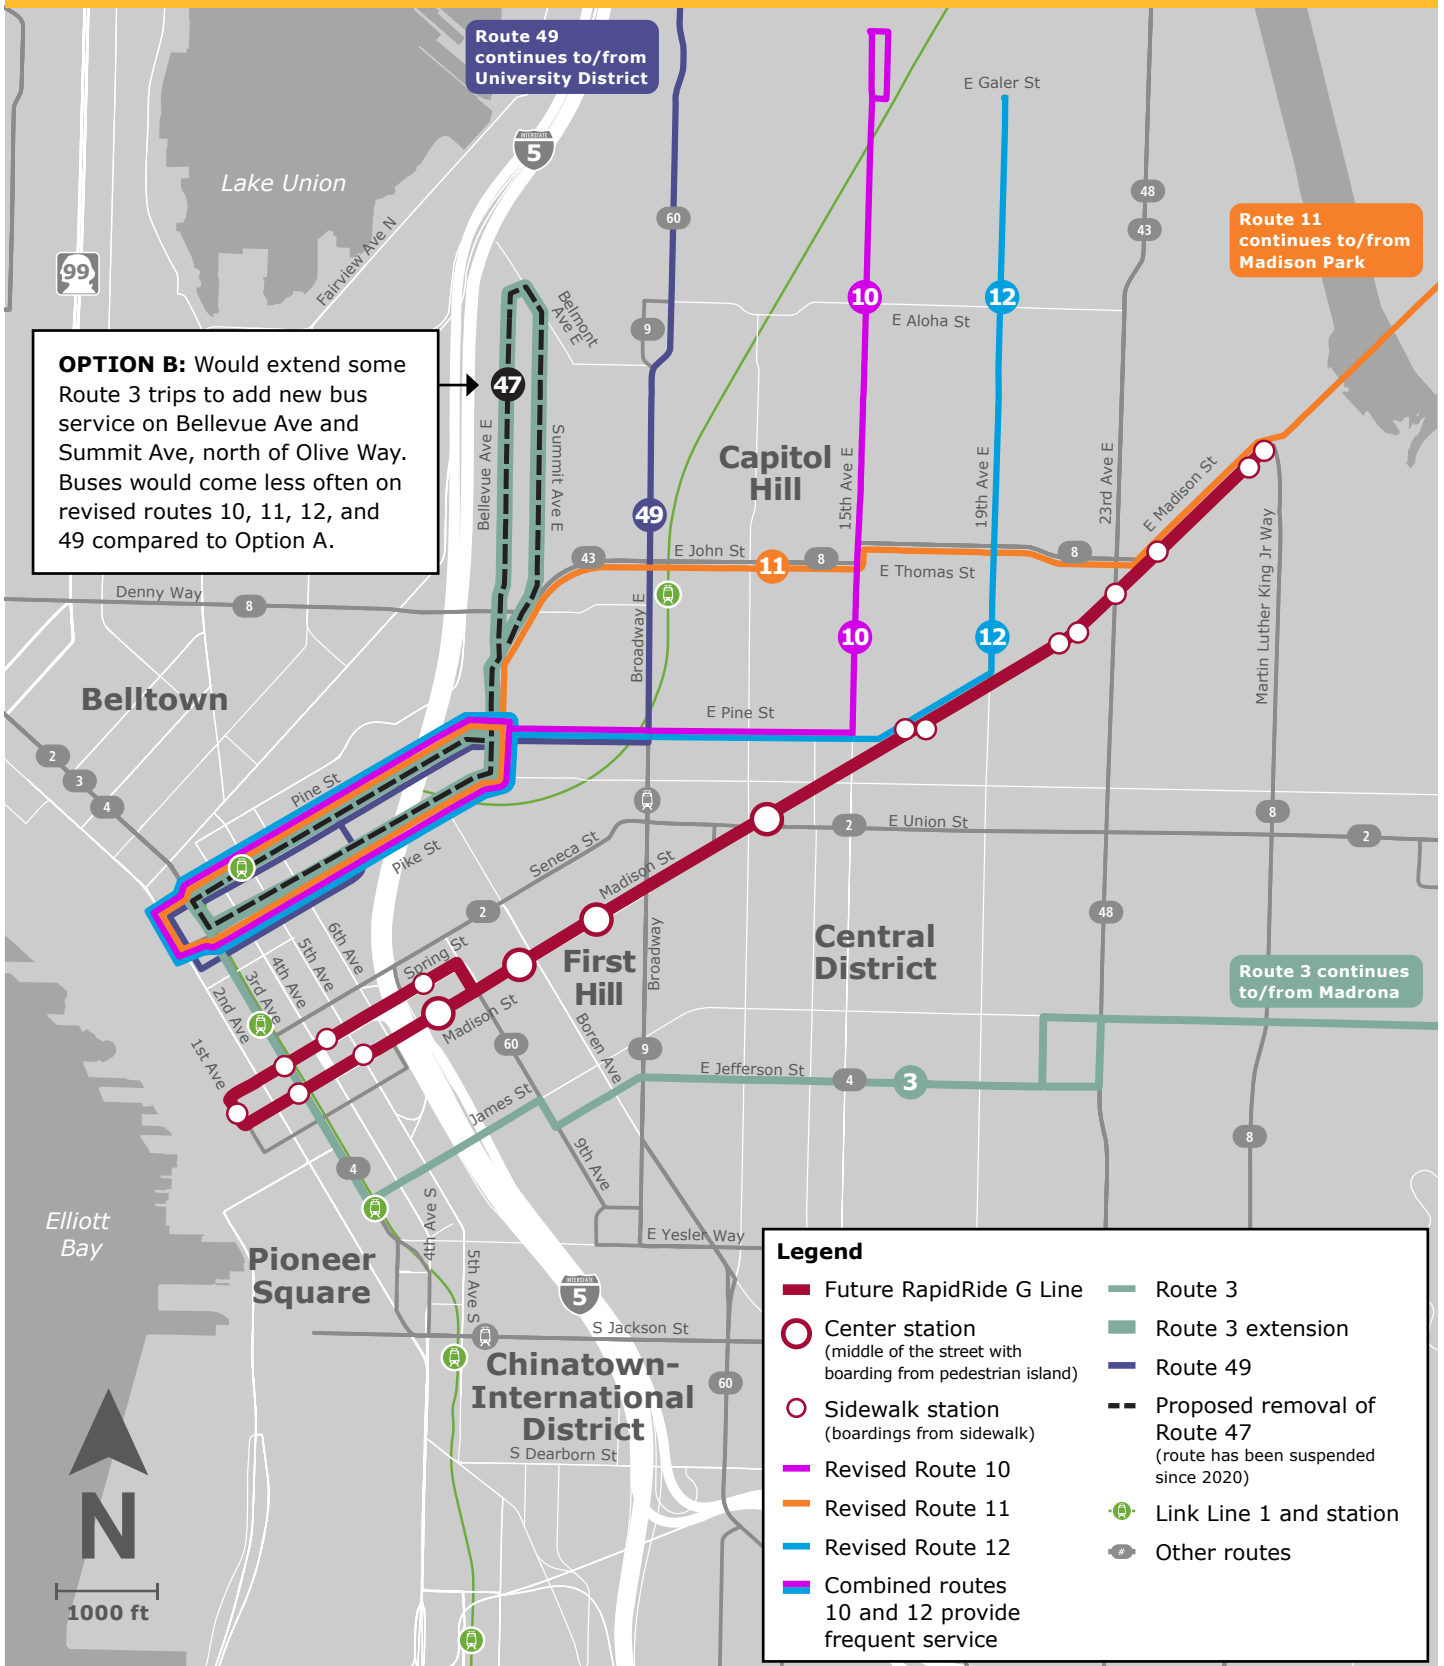 Route 49
continues to/from
University District
E Galer St
INTERSTATE
5
Lake Union
48
60
43
Route 11
continues to/from
Madison Park
Fairview Ave N
99
Belmont
Ave E
10
12
E Aloha St
9
OPTION B: Would extend some
Route 3 trips to add new bus
service on Bellevue Ave and
Summit Ave, north of Olive Way.
Buses would come less often on
revised routes 10, 11, 12, and
49 compared to Option A.
47
Bellevue Ave E
Summit Ave E
Capitol
Hill
15th Ave E
19th Ave E
23rd Ave E
E Madison St
49
Martin Luther King Jr Way
43
E John St
11
8
8
E Thomas St
Denny Way
8
Broadway E
10
12
Belltown
E Pine St
2
3
4
Pine St
Pike St
Seneca St
Madison St
2
E Union St
8
2
2
48
6th Ave
5th Ave
4th Ave
3rd Ave
2nd Ave
1st Ave
Spring St
Madison St
First
Hill
Broadway
Central
District
Route 3 continues
to/from Madrona
60
Boren Ave
9
E Jefferson St
4
3
James St
9th Ave
8
4
Elliott
Bay
4th Ave S
5th Ave S
E Yesler Way
Pioneer
Square
INTERSTATE
5
S Jackson St
Chinatown-
International
District
60
S Dearborn St
N
1000 ft
Legend
Future RapidRide G Line
Center station
(middle of the street with
boarding from pedestrian island)
Sidewalk station
(boardings from sidewalk)
Revised Route 10
Revised Route 11
Revised Route 12
Combined routes
10 and 12 provide
frequent service
Route 3
Route 3 extension
Route 49
Proposed removal of
Route 47
(route has been suspended
since 2020)
Link Line 1 and station
#
Other routes